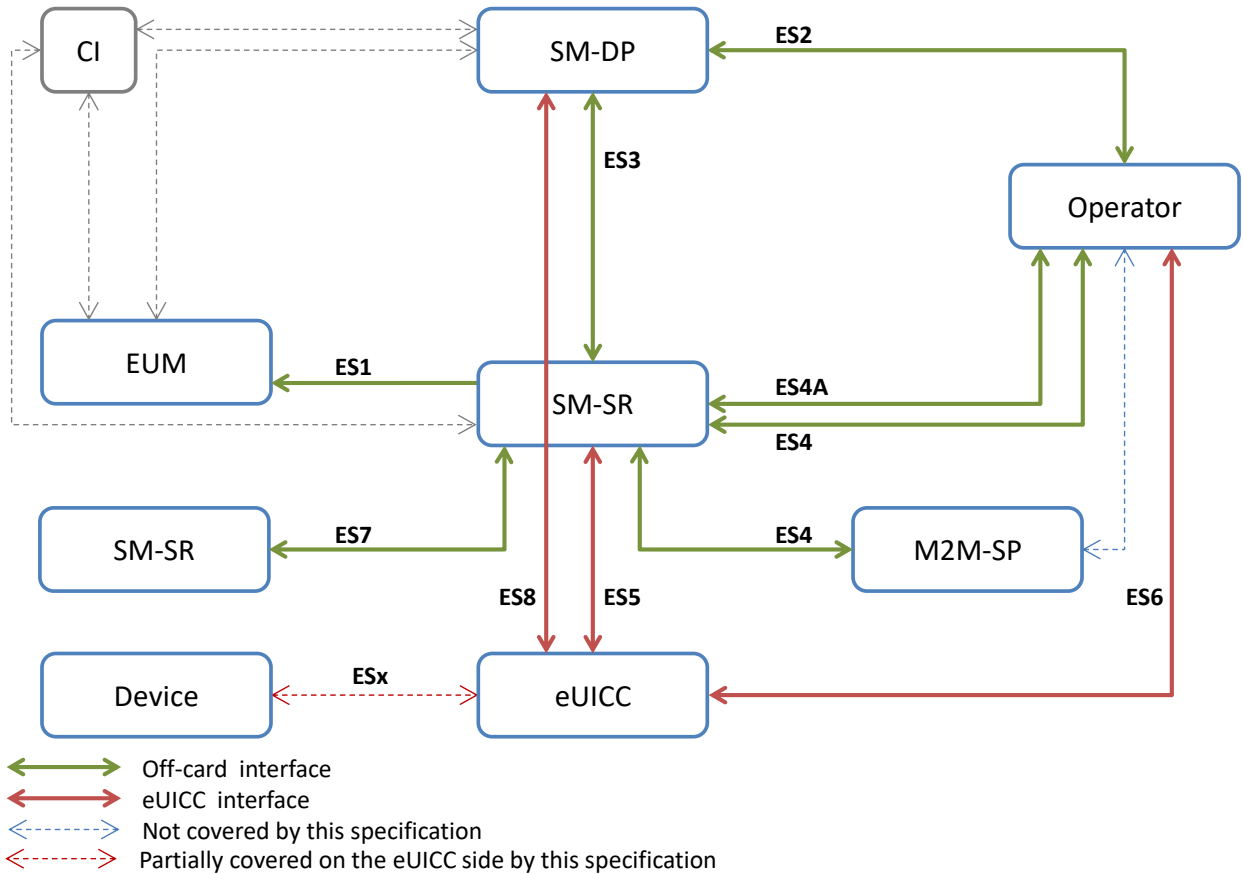 CI
SM-DP
ES2
ES3
Operator
EUM
ES1
SM-SR
ES4A
ES4
SM-SR
ES7
ES4
M2M-SP
ES8
ES5
ES6
Device
ESx
eUICC
Off-card interface
eUICC interface
Not covered by this specification
Partially covered on the eUICC side by this specification